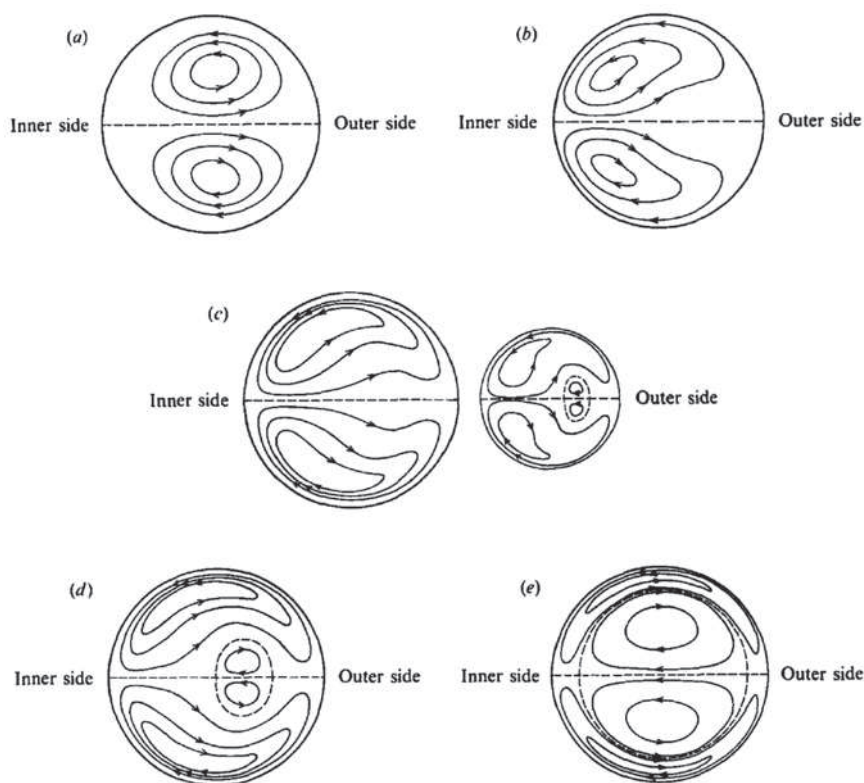 (a)
(b)
Inner side Outer side Inner side Outer side
(c)
Inner side Outer side
(d)
(e)
Inner side Outer side Inner side Outer side